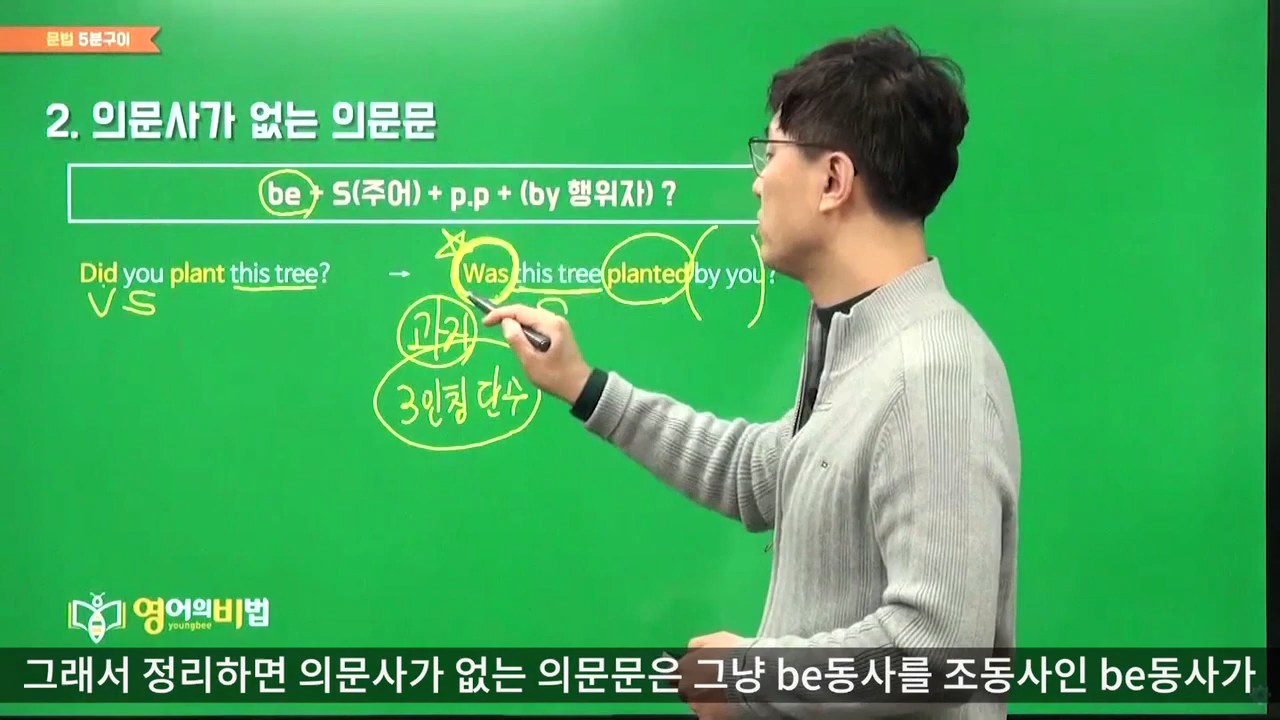 문법 5분구이
2. 의문사가 없는 의문문
be + S(주어) + p.p + (by 행위자) ?
Did you plant this tree? → Was this tree planted by you?
V S S
과거
3인칭 단수
영어의비법
youngbee
그래서 정리하면 의문사가 없는 의문문은 그냥 be동사를 조동사인 be동사가